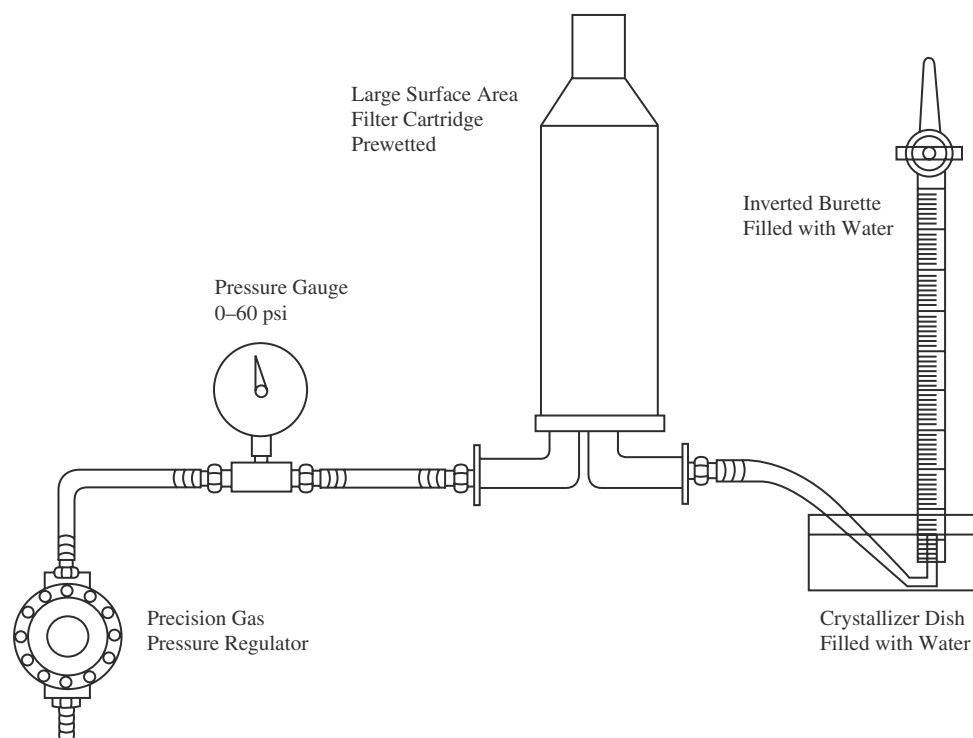 Large Surface Area
Filter Cartridge
Prewetted
Inverted Burette
Filled with Water
Pressure Gauge
0–60 psi
Precision Gas
Pressure Regulator
Crystallizer Dish
Filled with Water